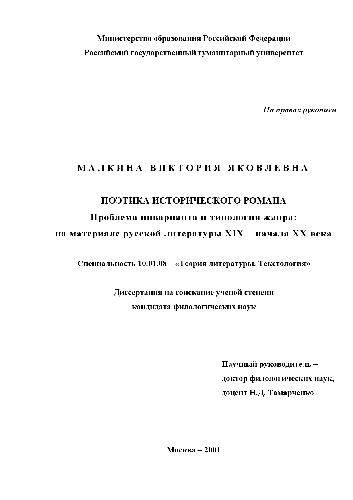 Министерство образования Российской Федерации
Российский государственный гуманитарный университет
На правах рукописи
МАЛКИНА ВИКТОРИЯ ЯКОВЛЕВНА
ПОЭТИКА ИСТОРИЧЕСКОГО РОМАНА
Проблема инварианта и типология жанра:
на материале русской литературы XIX – начала XX века
Специальность 10.01.08 – «Теория литературы. Текстология»
Диссертация на соискание ученой степени
кандидата филологических наук
Научный руководитель –
доктор филологических наук,
доцент Н.Д. Тамарченко
Москва – 2001